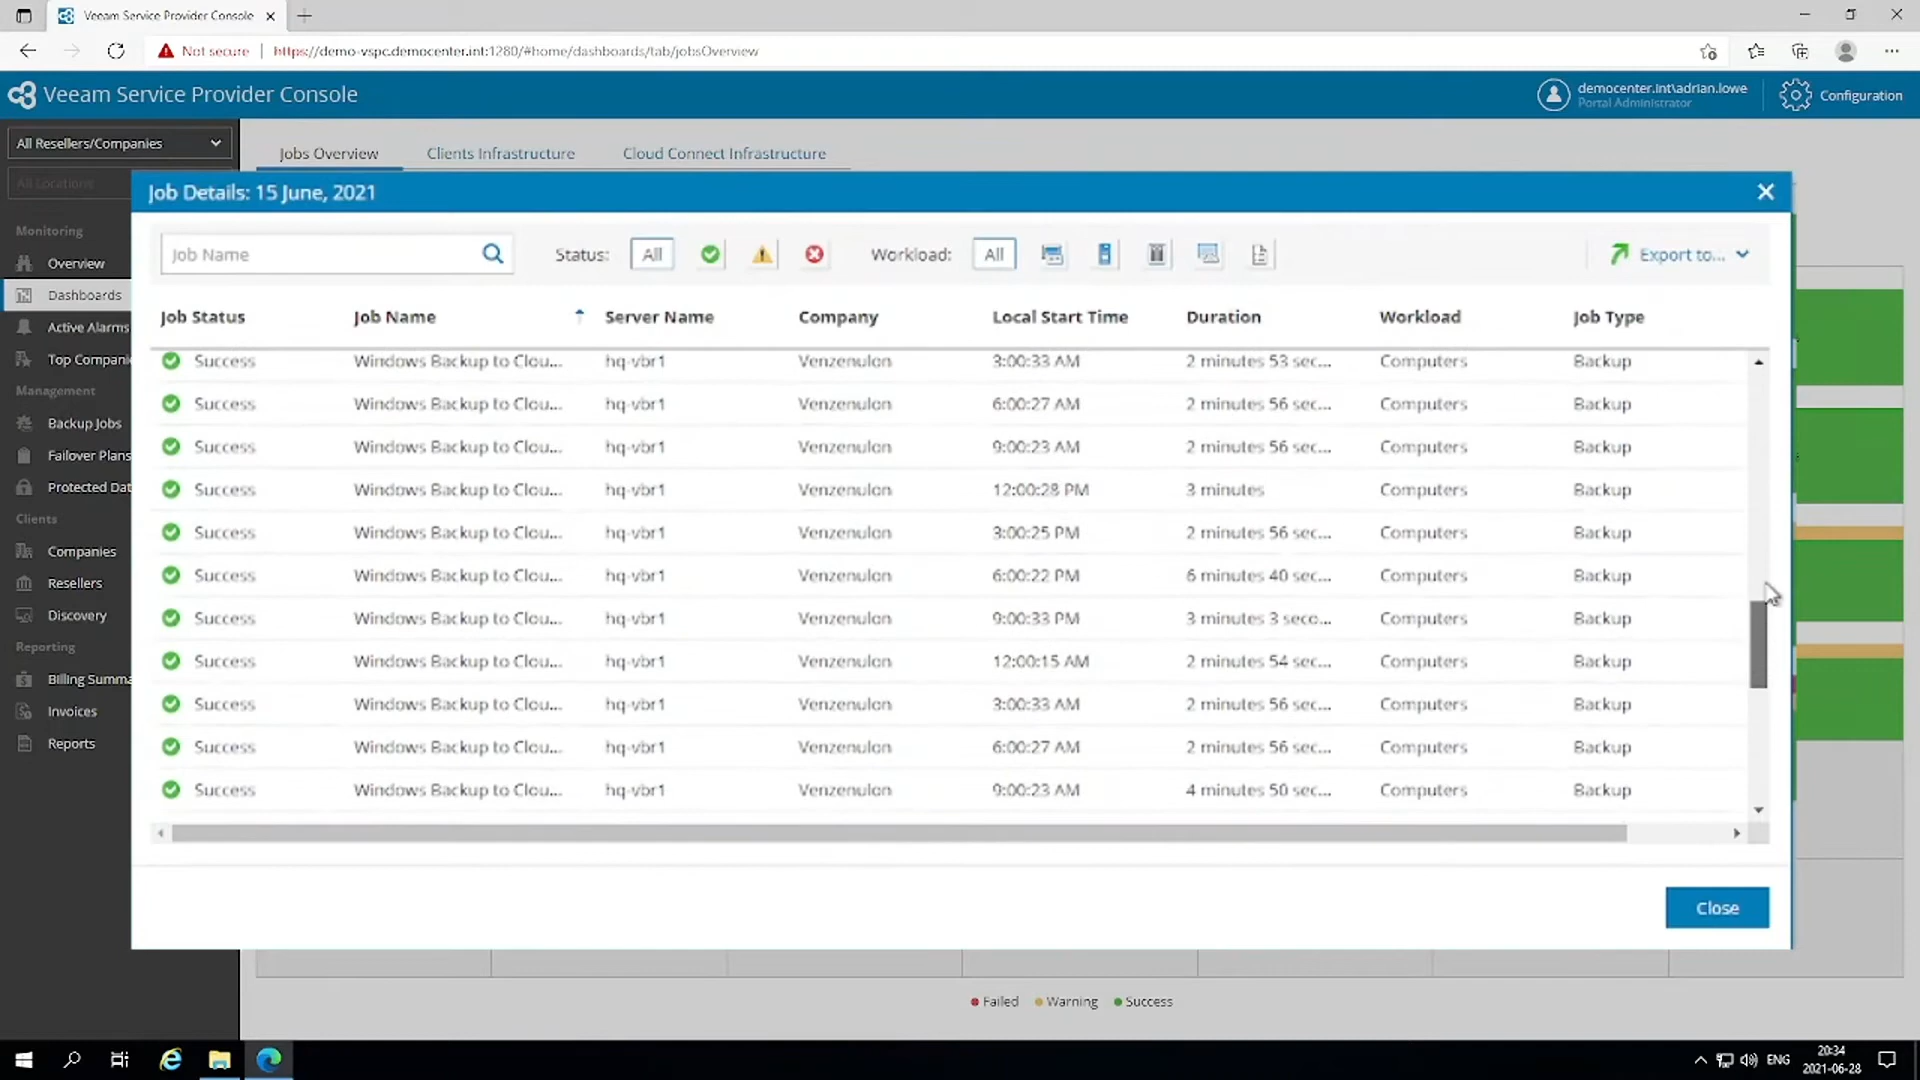 Veeam Service Provider Console
Not secure
https://demo-vspc.democenter.int:1280/#home/dashboards/tab/jobsOverview
Veeam Service Provider Console
democenter.int\adrian.lowe
Portal Administrator
Configuration
All Resellers/Companies
All Locations
Jobs Overview
Clients Infrastructure
Cloud Connect Infrastructure
Monitoring
Overview
Dashboards
Active Alarms
Top Compani
Management
Backup Jobs
Failover Plans
Protected Dat
Clients
Companies
Resellers
Discovery
Reporting
Billing Summa
Invoices
Reports
Job Details: 15 June, 2021
Job Name
Status: All
Workload: All
Export to...
Job Status Job Name Server Name Company Local Start Time Duration Workload Job Type
Success Windows Backup to Clou... hq-vbr1 Venzenulon 3:00:33 AM 2 minutes 53 sec... Computers Backup
Success Windows Backup to Clou... hq-vbr1 Venzenulon 6:00:27 AM 2 minutes 56 sec... Computers Backup
Success Windows Backup to Clou... hq-vbr1 Venzenulon 9:00:23 AM 2 minutes 56 sec... Computers Backup
Success Windows Backup to Clou... hq-vbr1 Venzenulon 12:00:28 PM 3 minutes Computers Backup
Success Windows Backup to Clou... hq-vbr1 Venzenulon 3:00:25 PM 2 minutes 56 sec... Computers Backup
Success Windows Backup to Clou... hq-vbr1 Venzenulon 6:00:22 PM 6 minutes 40 sec... Computers Backup
Success Windows Backup to Clou... hq-vbr1 Venzenulon 9:00:33 PM 3 minutes 3 seco... Computers Backup
Success Windows Backup to Clou... hq-vbr1 Venzenulon 12:00:15 AM 2 minutes 54 sec... Computers Backup
Success Windows Backup to Clou... hq-vbr1 Venzenulon 3:00:33 AM 2 minutes 56 sec... Computers Backup
Success Windows Backup to Clou... hq-vbr1 Venzenulon 6:00:27 AM 2 minutes 56 sec... Computers Backup
Success Windows Backup to Clou... hq-vbr1 Venzenulon 9:00:23 AM 4 minutes 50 sec... Computers Backup
Close
Failed Warning Success
ENG
20:34
2021-06-28